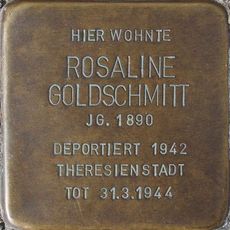 HIER WOHNTE
ROSALINE
GOLDSCHMITT
JG. 1890
DEPORTIERT 1942
THERESIENSTADT
TOT 31.3.1944